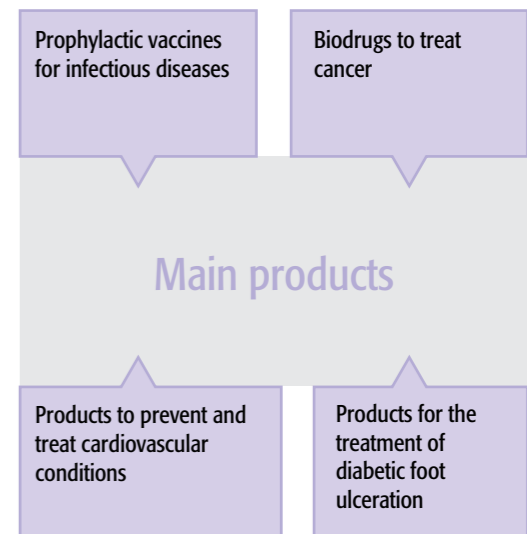 Prophylactic vaccines
for infectious diseases
Biodrugs to treat
cancer
Main products
Products to prevent and
treat cardiovascular
conditions
Products for the
treatment of
diabetic foot
ulceration